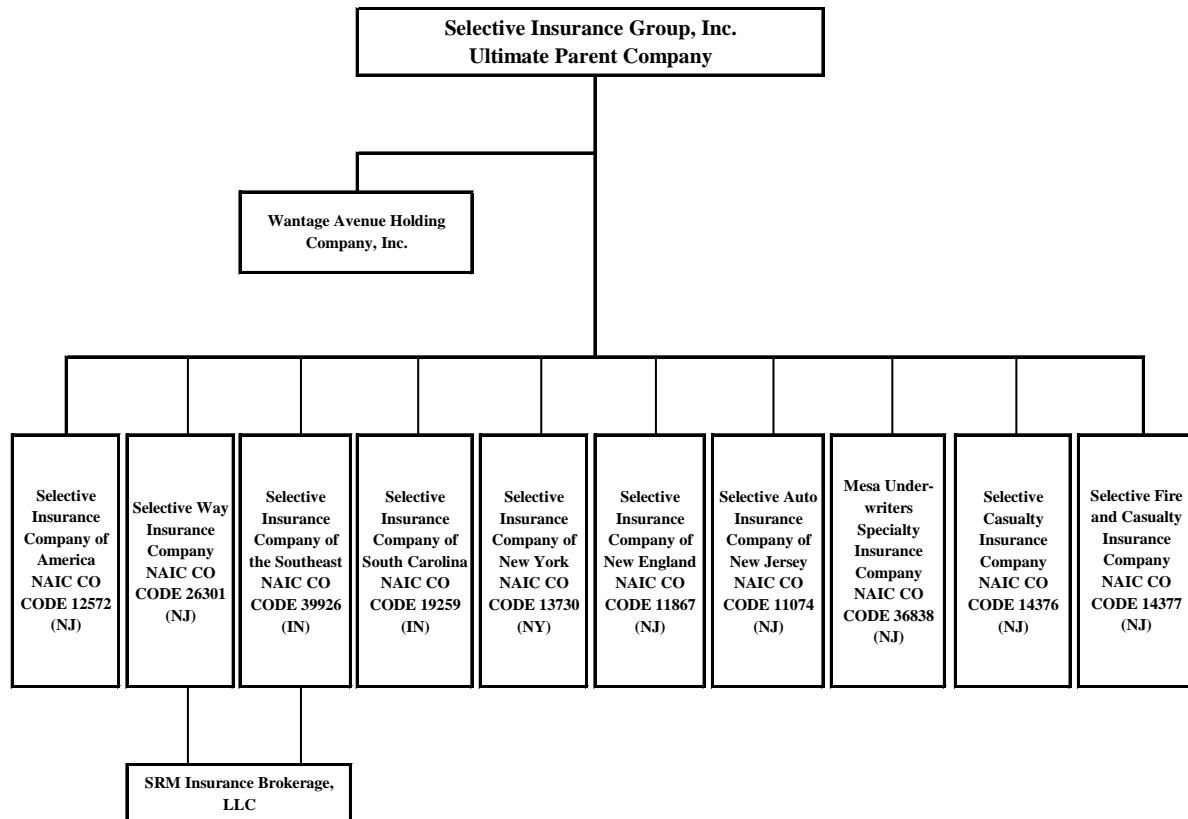 Selective Insurance Group, Inc.
Ultimate Parent Company
Wantage Avenue Holding
Company, Inc.
Selective
Insurance
Company of
America
NAIC CO
CODE 12572
(NJ)
Selective Way
Insurance
Company
NAIC CO
CODE 26301
(NJ)
Selective
Insurance
Company of
the Southeast
NAIC CO
CODE 39926
(IN)
Selective
Insurance
Company of
South Carolina
NAIC CO
CODE 19259
(IN)
Selective
Insurance
Company of
New York
NAIC CO
CODE 13730
(NY)
Selective
Insurance
Company of
New England
NAIC CO
CODE 11867
(NJ)
Selective Auto
Insurance
Company of
New Jersey
NAIC CO
CODE 11074
(NJ)
Mesa Under-
writers
Specialty
Insurance
Company
NAIC CO
CODE 36838
(NJ)
Selective
Casualty
Insurance
Company
NAIC CO
CODE 14376
(NJ)
Selective Fire
and Casualty
Insurance
Company
NAIC CO
CODE 14377
(NJ)
SRM Insurance Brokerage,
LLC